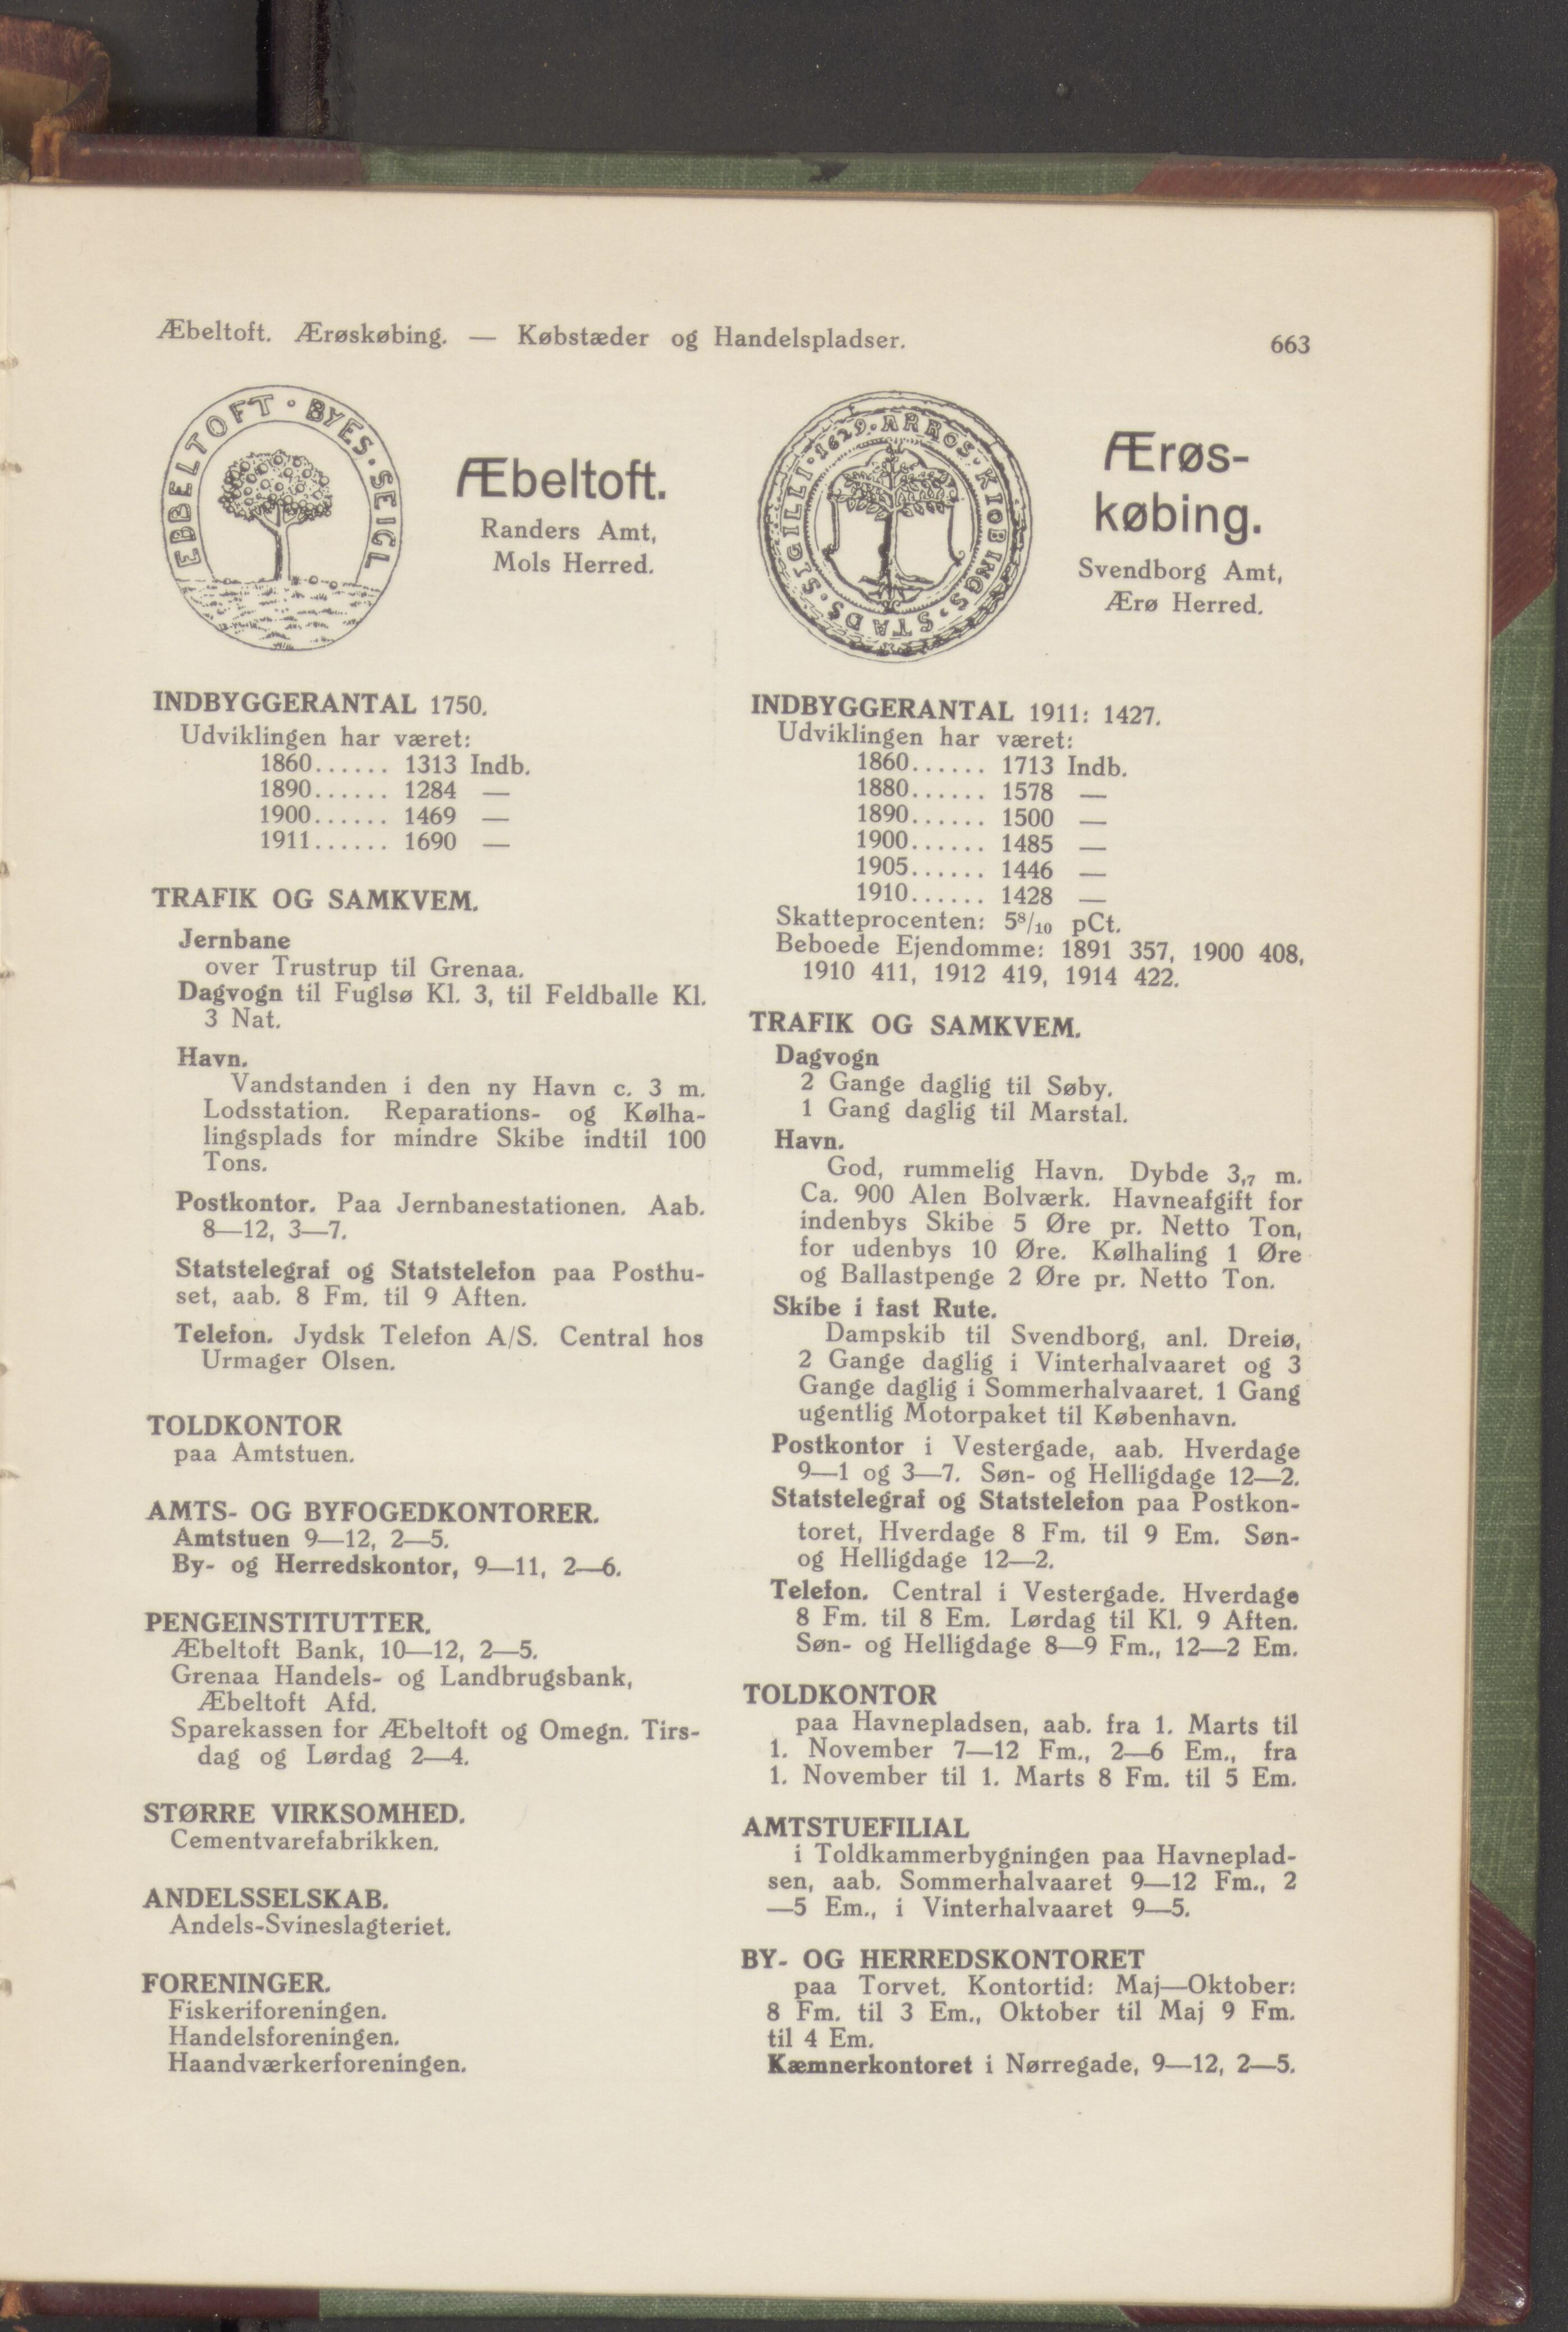 Æbeltoft. Ærøskøbing. — Købstæder og Handelspladser.
663
EBBELTOFT · BYES · SEIGL
Æbeltoft.
Randers Amt,
Mols Herred.
INDBYGGERANTAL 1750.
Udviklingen har været:
1860...... 1313 Indb.
1890...... 1284 —
1900...... 1469 —
1911...... 1690 —
TRAFIK OG SAMKVEM.
Jernbane
over Trustrup til Grenaa.
Dagvogn til Fuglsø Kl. 3, til Feldballe Kl.
3 Nat.
Havn.
Vandstanden i den ny Havn c. 3 m.
Lodsstation. Reparations- og Kølha-
lingsplads for mindre Skibe indtil 100
Tons.
Postkontor. Paa Jernbanestationen. Aab.
8—12, 3—7.
Statstelegraf og Statstelefon paa Posthu-
set, aab. 8 Fm. til 9 Aften.
Telefon. Jydsk Telefon A/S. Central hos
Urmager Olsen.
TOLDKONTOR
paa Amtstuen.
AMTS- OG BYFOGEDKONTORER.
Amtstuen 9—12, 2—5.
By- og Herredskontor, 9—11, 2—6.
PENGEINSTITUTTER.
Æbeltoft Bank, 10—12, 2—5.
Grenaa Handels- og Landbrugsbank,
Æbeltoft Afd.
Sparekassen for Æbeltoft og Omegn. Tirs-
dag og Lørdag 2—4.
STØRRE VIRKSOMHED.
Cementvarefabrikken.
ANDELSSELSKAB.
Andels-Svineslagteriet.
FORENINGER.
Fiskeriforeningen.
Handelsforeningen.
Haandværkerforeningen.
STADS · SIGILLI · 1629 · ARROS · KIOBINGS
Ærøs-
købing.
Svendborg Amt,
Ærø Herred.
INDBYGGERANTAL 1911: 1427.
Udviklingen har været:
1860...... 1713 Indb.
1880...... 1578 —
1890...... 1500 —
1900...... 1485 —
1905...... 1446 —
1910...... 1428 —
Skatteprocenten: 5⁸/₁₀ pCt.
Beboede Ejendomme: 1891 357, 1900 408,
1910 411, 1912 419, 1914 422.
TRAFIK OG SAMKVEM.
Dagvogn
2 Gange daglig til Søby.
1 Gang daglig til Marstal.
Havn.
God, rummelig Havn. Dybde 3,₇ m.
Ca. 900 Alen Bolværk. Havneafgift for
indenbys Skibe 5 Øre pr. Netto Ton,
for udenbys 10 Øre. Kølhaling 1 Øre
og Ballastpenge 2 Øre pr. Netto Ton.
Skibe i fast Rute.
Dampskib til Svendborg, anl. Dreiø,
2 Gange daglig i Vinterhalvaaret og 3
Gange daglig i Sommerhalvaaret. 1 Gang
ugentlig Motorpaket til København.
Postkontor i Vestergade, aab. Hverdage
9—1 og 3—7. Søn- og Helligdage 12—2.
Statstelegraf og Statstelefon paa Postkon-
toret, Hverdage 8 Fm. til 9 Em. Søn-
og Helligdage 12—2.
Telefon. Central i Vestergade. Hverdage
8 Fm. til 8 Em. Lørdag til Kl. 9 Aften.
Søn- og Helligdage 8—9 Fm., 12—2 Em.
TOLDKONTOR
paa Havnepladsen, aab. fra 1. Marts til
1. November 7—12 Fm., 2—6 Em., fra
1. November til 1. Marts 8 Fm. til 5 Em.
AMTSTUEFILIAL
i Toldkammerbygningen paa Havneplad-
sen, aab. Sommerhalvaaret 9—12 Fm., 2
—5 Em., i Vinterhalvaaret 9—5.
BY- OG HERREDSKONTORET
paa Torvet. Kontortid: Maj—Oktober:
8 Fm. til 3 Em., Oktober til Maj 9 Fm.
til 4 Em.
Kæmnerkontoret i Nørregade, 9—12, 2—5.